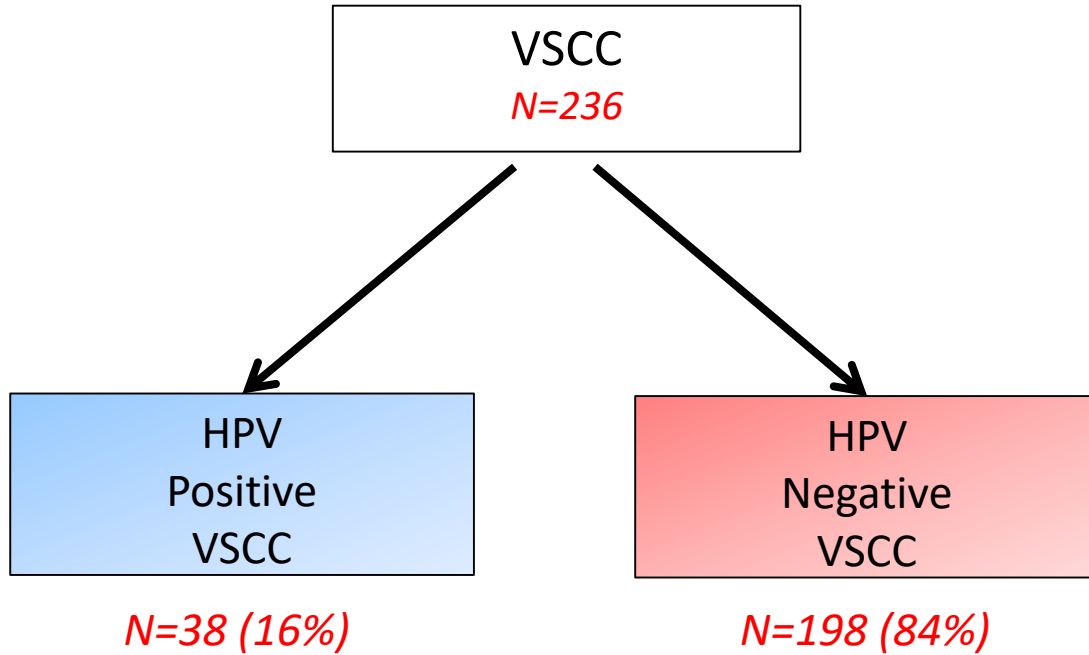 VSCC
N=236
HPV
Positive
VSCC
N=38 (16%)
HPV
Negative
VSCC
N=198 (84%)